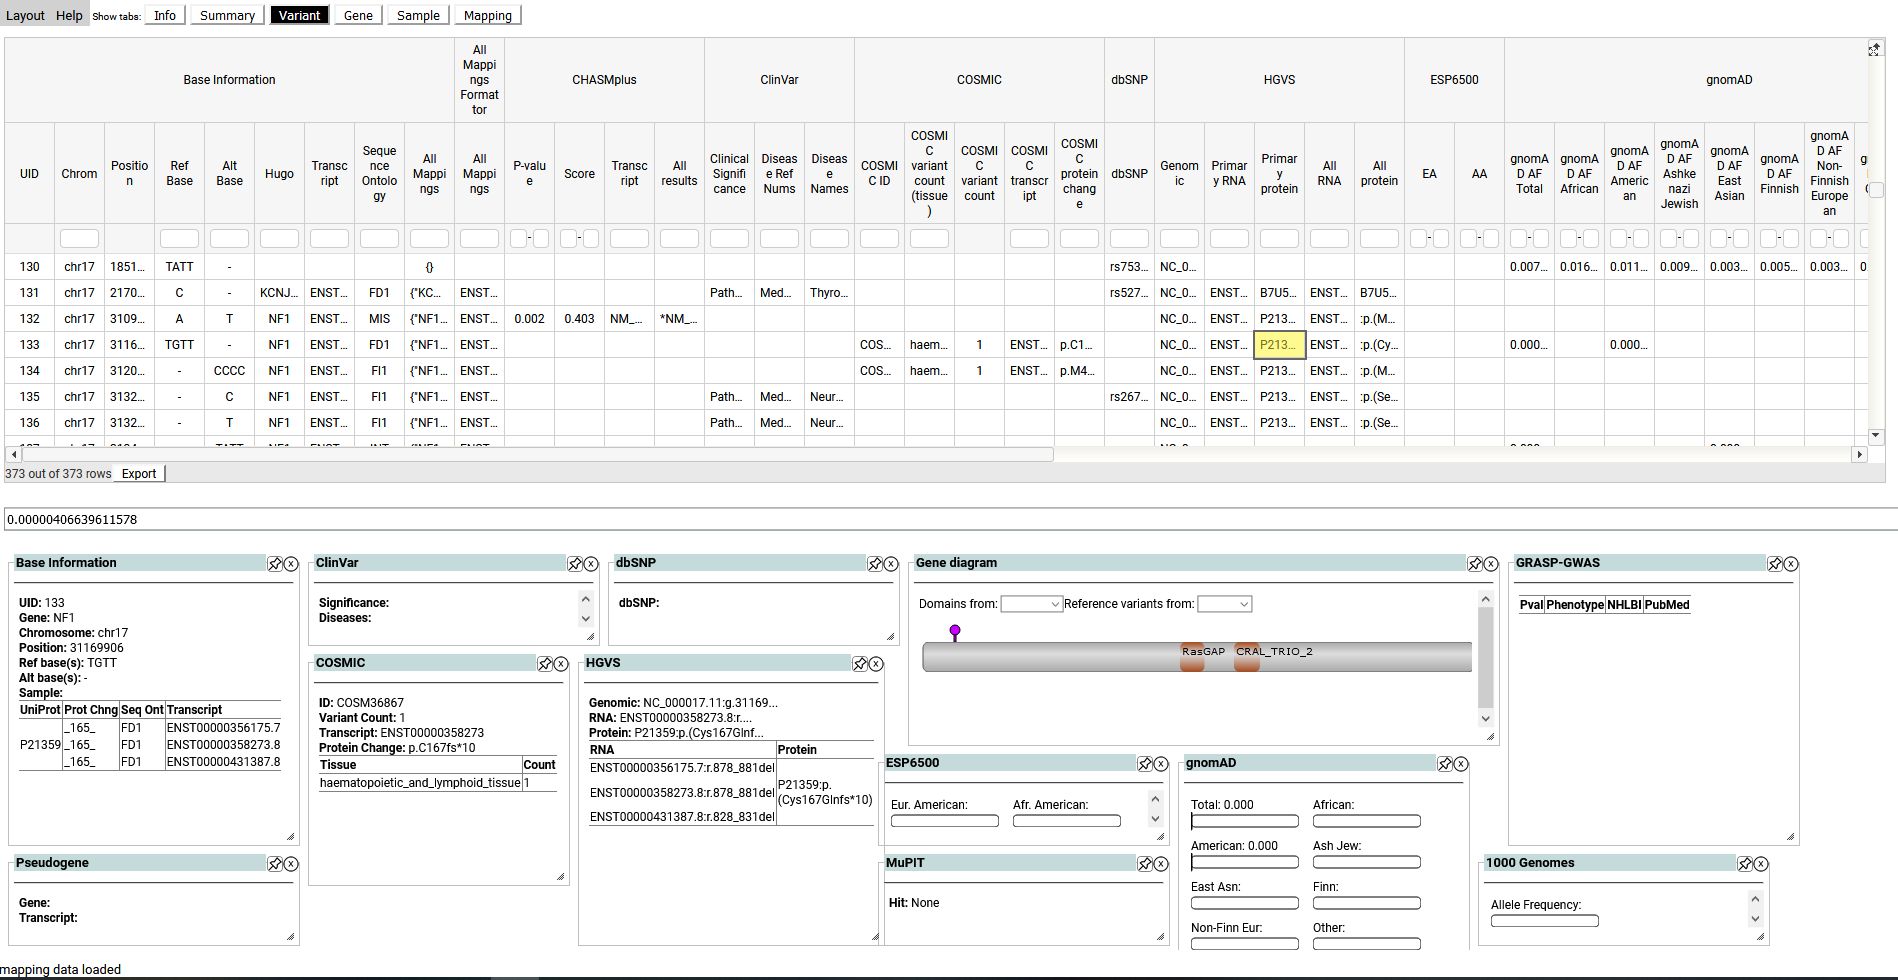 Layout Help Show tabs: Info Summary Variant Gene Sample Mapping
Base Information All Mappings Formator CHASMplus ClinVar COSMIC dbSNP HGVS ESP6500 gnomAD
UID Chrom Position Ref Base Alt Base Hugo Transcript Sequence Ontology All Mappings All Mappings P-value Score Transcript All results Clinical Significance Disease Ref Nums Disease Names COSMIC ID COSMIC variant count (tissue) COSMIC variant count COSMIC transcript COSMIC protein change dbSNP Genomic Primary RNA Primary protein All RNA All protein EA AA gnomAD AF Total gnomAD AF African gnomAD AF American gnomAD AF Ashkenazi Jewish gnomAD AF East Asian gnomAD AF Finnish gnomAD AF Non-Finnish European
130 chr17 1851... TATT - {} rs753... NC_0... 0.007... 0.016... 0.011... 0.009... 0.003... 0.005... 0.003... 0.
131 chr17 2170... C - KCNJ... ENST... FD1 {"KC... ENST... Path... Med... Thyro... rs527... NC_0... ENST... B7U5... ENST... B7U5...
132 chr17 3109... A T NF1 ENST... MIS {"NF1... ENST... 0.002 0.403 NM_... *NM_... NC_0... ENST... P213... ENST... :p.(M...
133 chr17 3116... TGTT - NF1 ENST... FD1 {"NF1... ENST... COS... haem... 1 ENST... p.C1... NC_0... ENST... P213... ENST... :p.(Cy... 0.000... 0.000...
134 chr17 3120... - CCCC NF1 ENST... FI1 {"NF1... ENST... COS... haem... 1 ENST... p.M4... NC_0... ENST... P213... ENST... :p.(M...
135 chr17 3132... - C NF1 ENST... FI1 {"NF1... ENST... Path... Med... Neur... rs267... NC_0... ENST... P213... ENST... :p.(Se...
136 chr17 3132... - T NF1 ENST... FI1 {"NF1... ENST... Path... Med... Neur... NC_0... ENST... P213... ENST... :p.(Se...
373 out of 373 rows Export
0.00000406639611578
Base Information
UID: 133
Gene: NF1
Chromosome: chr17
Position: 31169906
Ref base(s): TGTT
Alt base(s): -
Sample:
UniProt Prot Chng Seq Ont Transcript
_165_ FD1 ENST00000356175.7
P21359 _165_ FD1 ENST00000358273.8
_165_ FD1 ENST00000431387.8
ClinVar
Significance:
Diseases:
dbSNP
dbSNP:
Gene diagram
Domains from: Reference variants from:
RasGAP CRAL_TRIO_2
GRASP-GWAS
Pval Phenotype NHLBI PubMed
COSMIC
ID: COSM36867
Variant Count: 1
Transcript: ENST00000358273
Protein Change: p.C167fs*10
Tissue Count
haematopoietic_and_lymphoid_tissue 1
HGVS
Genomic: NC_000017.11:g.31169...
RNA: ENST00000358273.8:r....
Protein: P21359:p.(Cys167Glnf...
RNA Protein
ENST00000356175.7:r.878_881del
ENST00000358273.8:r.878_881del P21359:p.
(Cys167Glnfs*10)
ENST00000431387.8:r.828_831del
ESP6500
Eur. American: Afr. American:
gnomAD
Total: 0.000 African:
American: 0.000 Ash Jew:
East Asn: Finn:
Non-Finn Eur: Other:
Pseudogene
Gene:
Transcript:
MuPIT
Hit: None
1000 Genomes
Allele Frequency:
mapping data loaded